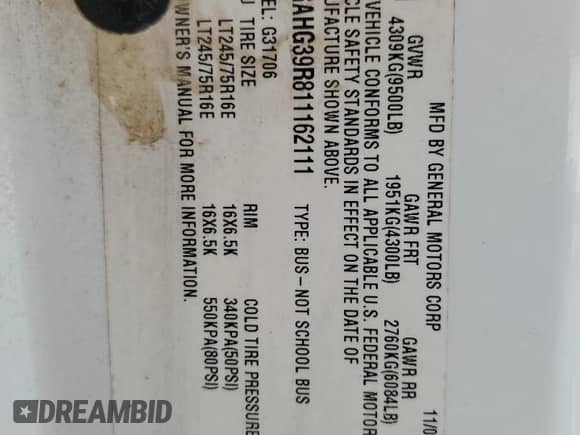 MFD BY GENERAL MOTORS CORP 11/0
GVWR GAWR FRT GAWR RR
4309KG(9500LB) 1951KG(4300LB) 2760KG(6084LB)
VEHICLE CONFORMS TO ALL APPLICABLE U.S. FEDERAL MOTOR
CLE SAFETY STANDARDS IN EFFECT ON THE DATE OF
UFACTURE SHOWN ABOVE.
AHG39R811162111 TYPE: BUS–NOT SCHOOL BUS
EL: G31706
TIRE SIZE RIM COLD TIRE PRESSURE
LT245/75R16E 16X6.5K 340KPA(50PSI)
LT245/75R16E 16X6.5K 550KPA(80PSI)
WNER'S MANUAL FOR MORE INFORMATION.
DREAMBID